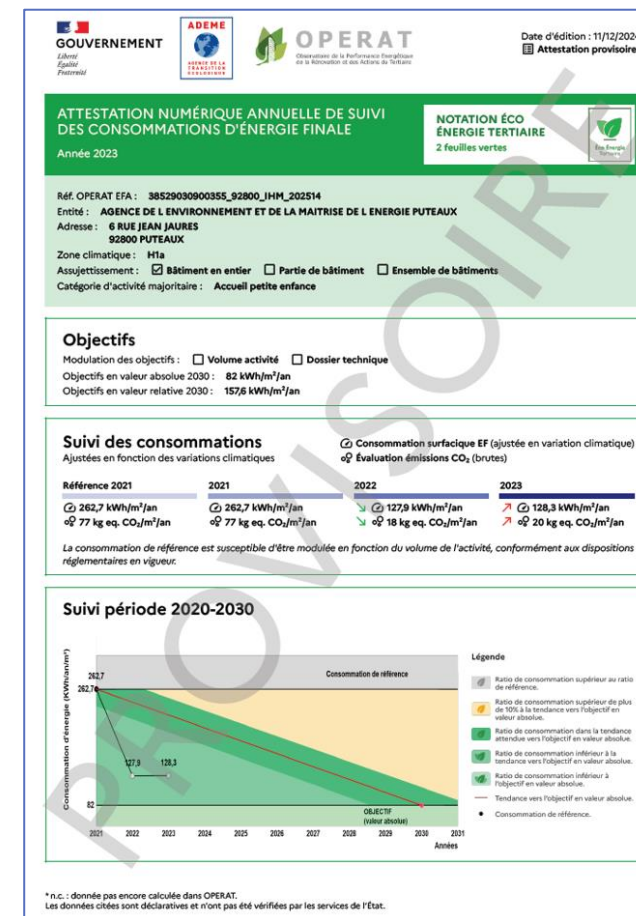 GOUVERNEMENT
Liberté
Égalité
Fraternité
ADEME
AGENCE DE LA
TRANSITION
ÉCOLOGIQUE
OPERAT
Observatoire de la Performance Energétique
de la Rénovation et des Actions du Tertiaire
Date d'édition : 11/12/2024
Attestation provisoire
ATTESTATION NUMÉRIQUE ANNUELLE DE SUIVI
DES CONSOMMATIONS D'ÉNERGIE FINALE
Année 2023
NOTATION ÉCO
ÉNERGIE TERTIAIRE
2 feuilles vertes
Éco Énergie
Tertiaire
Réf. OPERAT EFA : 38529030900355_92800_IHM_202514
Entité : AGENCE DE L ENVIRONNEMENT ET DE LA MAITRISE DE L ENERGIE PUTEAUX
Adresse : 6 RUE JEAN JAURES
92800 PUTEAUX
Zone climatique : H1a
Assujettissement : Bâtiment en entier Partie de bâtiment Ensemble de bâtiments
Catégorie d'activité majoritaire : Accueil petite enfance
Objectifs
Modulation des objectifs : Volume activité Dossier technique
Objectifs en valeur absolue 2030 : 82 kWh/m²/an
Objectifs en valeur relative 2030 : 157,6 kWh/m²/an
Suivi des consommations
Ajustées en fonction des variations climatiques
Consommation surfacique EF (ajustée en variation climatique)
Évaluation émissions CO₂ (brutes)
Référence 2021 2021 2022 2023
262,7 kWh/m²/an 262,7 kWh/m²/an 127,9 kWh/m²/an 128,3 kWh/m²/an
77 kg eq. CO₂/m²/an 77 kg eq. CO₂/m²/an 18 kg eq. CO₂/m²/an 20 kg eq. CO₂/m²/an
La consommation de référence est susceptible d'être modulée en fonction du volume de l'activité, conformément aux dispositions
réglementaires en vigueur.
Suivi période 2020-2030
Consommation d'énergie (KWh/an/m²)
262,7
262,7
Consommation de référence
127,9
128,3
82
OBJECTIF
(valeur absolue)
2021 2022 2023 2024 2025 2026 2027 2028 2029 2030 2031
Années
Légende
Ratio de consommation supérieur au ratio
de référence.
Ratio de consommation supérieur de plus
de 10% à la tendance vers l'objectif en
valeur absolue.
Ratio de consommation dans la tendance
attendue vers l'objectif en valeur absolue.
Ratio de consommation inférieur à la
tendance vers l'objectif en valeur absolue.
Ratio de consommation inférieur à
l'objectif en valeur absolue.
Tendance vers l'objectif en valeur absolue.
Consommation de référence.
* n.c. : donnée pas encore calculée dans OPERAT.
Les données citées sont déclaratives et n'ont pas été vérifiées par les services de l'État.
PROVISOIRE